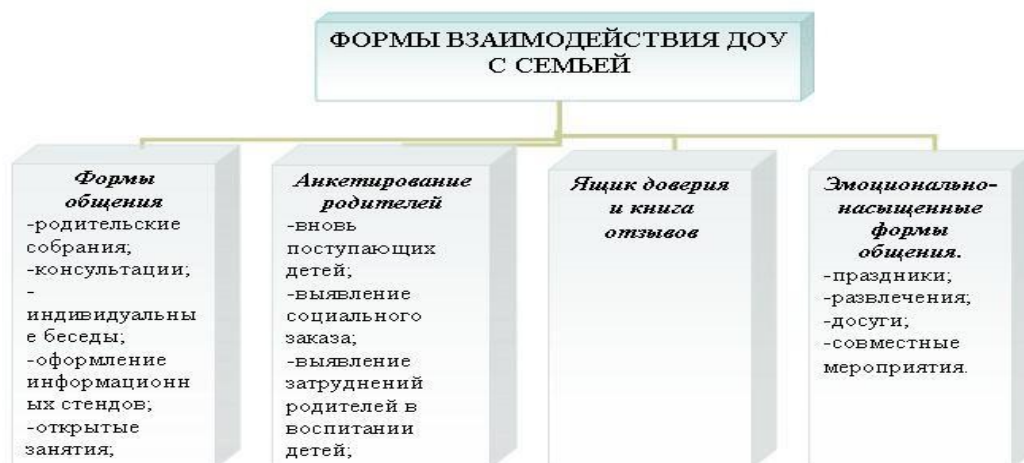 ФОРМЫ ВЗАИМОДЕЙСТВИЯ ДОУ
С СЕМЬЕЙ
Формы
общения
-родительские
собрания;
-консультации;
-
индивидуальны
е беседы;
-оформление
информационн
ых стендов;
-открытые
занятия;
Анкетирование
родителей
-вновь
поступающих
детей;
-выявление
социального
заказа;
-выявление
затруднений
родителей в
воспитании
детей;
Ящик доверия
и книга
отзывов
Эмоционально-
насыщенные
формы
общения.
-праздники;
-развлечения;
-досуги;
-совместные
мероприятия.